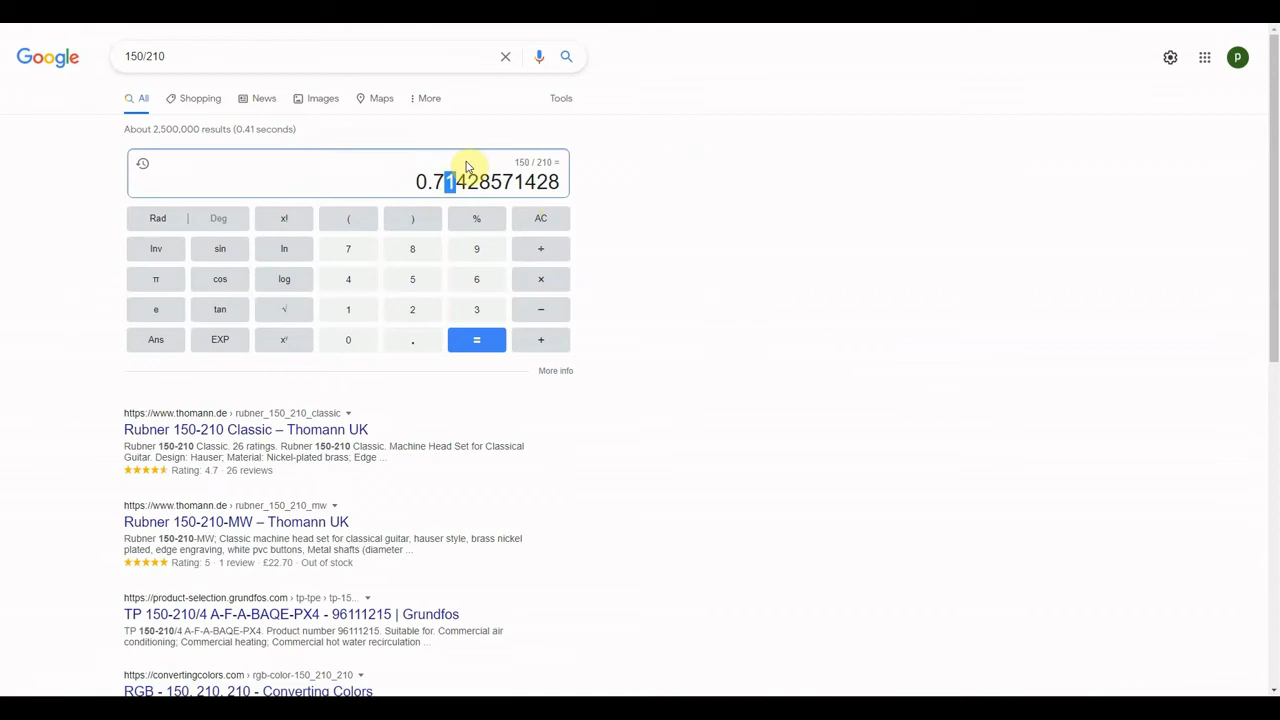 Google
150/210
p
All
Shopping
News
Images
Maps
More
Tools
About 2,500,000 results (0.41 seconds)
150 / 210 =
0.71428571428
Rad | Deg
x!
(
)
%
AC
Inv
sin
ln
7
8
9
÷
π
cos
log
4
5
6
×
e
tan
√
1
2
3
−
Ans
EXP
xʸ
0
.
=
+
More info
https://www.thomann.de › rubner_150_210_classic
Rubner 150-210 Classic – Thomann UK
Rubner 150-210 Classic. 26 ratings. Rubner 150-210 Classic. Machine Head Set for Classical
Guitar. Design: Hauser; Material: Nickel-plated brass; Edge ...
Rating: 4.7 · 26 reviews
https://www.thomann.de › rubner_150_210_mw
Rubner 150-210-MW – Thomann UK
Rubner 150-210-MW; Classic machine head set for classical guitar, hauser style, brass nickel
plated, edge engraving, white pvc buttons, Metal shafts (diameter ...
Rating: 5 · 1 review · £22.70 · Out of stock
https://product-selection.grundfos.com › tp-tpe › tp-15...
TP 150-210/4 A-F-A-BAQE-PX4 - 96111215 | Grundfos
TP 150-210/4 A-F-A-BAQE-PX4. Product number 96111215. Suitable for. Commercial air
conditioning; Commercial heating; Commercial hot water recirculation ...
https://convertingcolors.com › rgb-color-150_210_210
RGB - 150, 210, 210 - Converting Colors